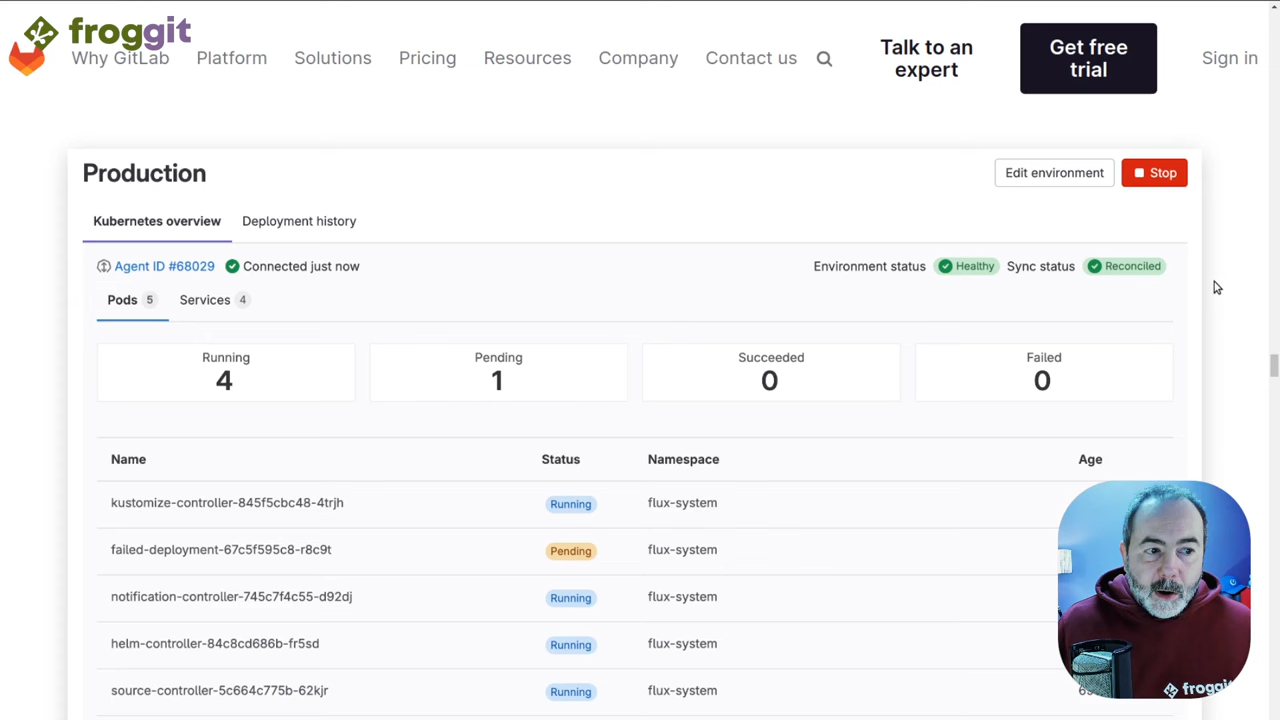 froggit
Why GitLab Platform Solutions Pricing Resources Company Contact us
Talk to an expert
Get free trial
Sign in
Production
Edit environment
Stop
Kubernetes overview Deployment history
Agent ID #68029 Connected just now
Environment status Healthy Sync status Reconciled
Pods 5 Services 4
Running Pending Succeeded Failed
4 1 0 0
Name Status Namespace Age
kustomize-controller-845f5cbc48-4trjh Running flux-system
failed-deployment-67c5f595c8-r8c9t Pending flux-system
notification-controller-745c7f4c55-d92dj Running flux-system
helm-controller-84c8cd686b-fr5sd Running flux-system
source-controller-5c664c775b-62kjr Running flux-system
froggit